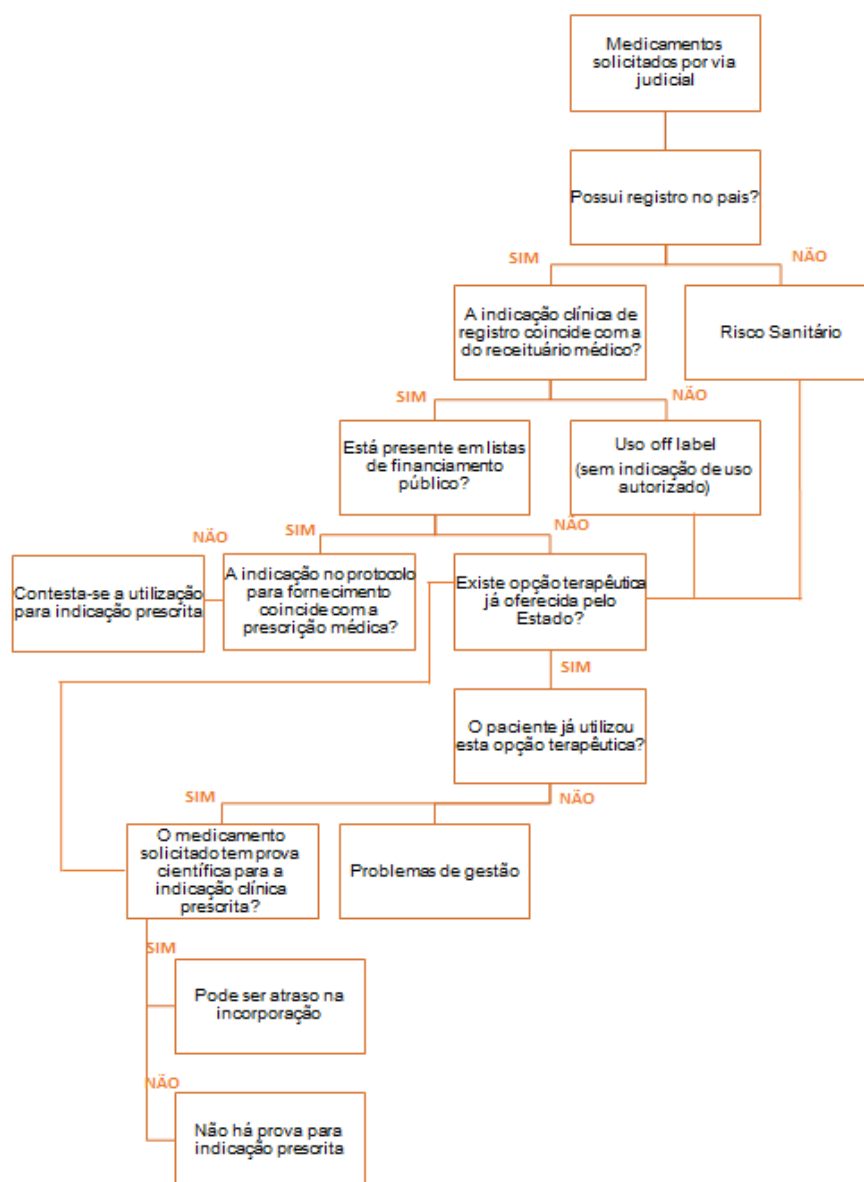 Medicamentos
solicitados por via
judicial
Possui registro no pais?
SIM
NÃO
A indicação clínica de
registro coincide com a
do receituário médico?
Risco Sanitário
SIM
NÃO
Está presente em listas
de financiamento
público?
Uso off label
(sem indicação de uso
autorizado)
NÃO
SIM
NÃO
Contesta-se a utilização
para indicação prescrita
A indicação no protocolo
para fornecimento
coincide com a
prescrição médica?
Existe opção terapêutica
já oferecida pelo
Estado?
SIM
O paciente já utilizou
esta opção terapêutica?
SIM
NÃO
O medicamento
solicitado tem prova
científica para a
indicação clínica
prescrita?
Problemas de gestão
SIM
Pode ser atraso na
incorporação
NÃO
Não há prova para
indicação prescrita